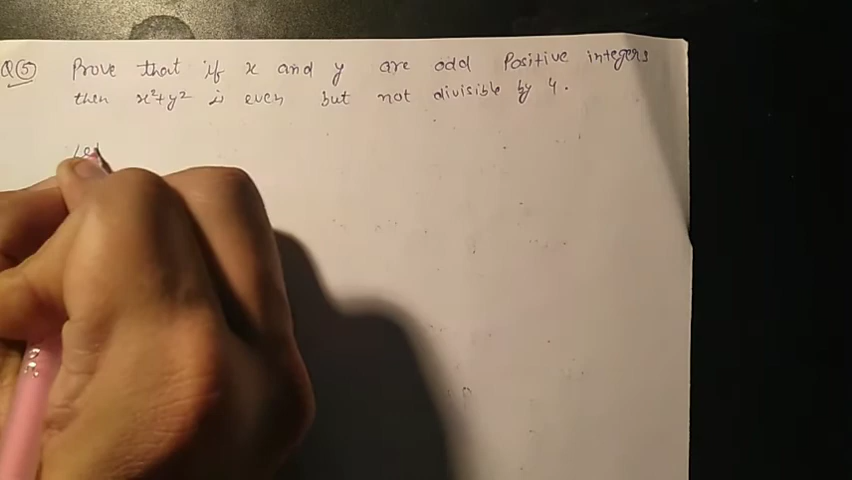 Q⑤ Prove that if x and y are odd Positive integers
then x²+y² is even but not divisible by 4.
let